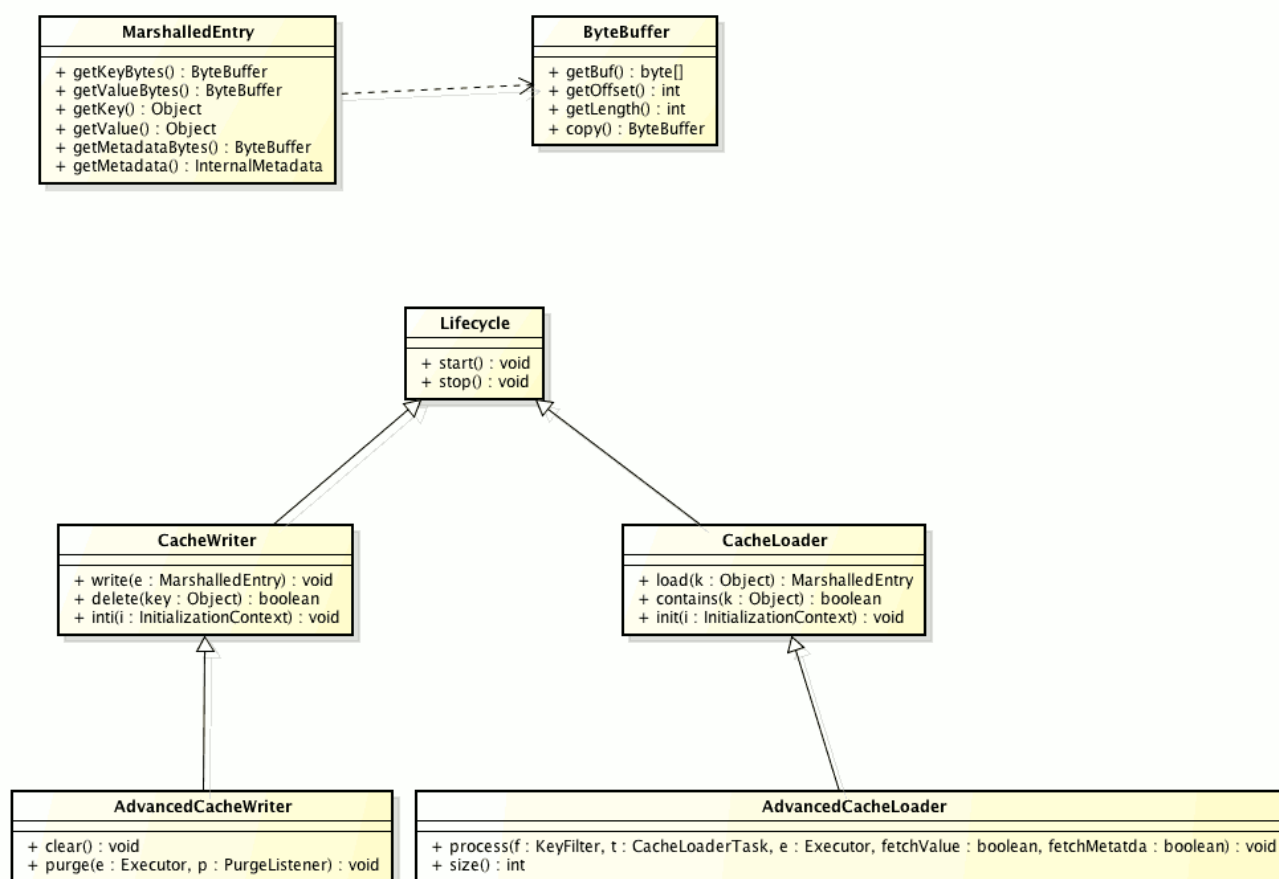 MarshalledEntry
+ getKeyBytes() : ByteBuffer
+ getValueBytes() : ByteBuffer
+ getKey() : Object
+ getValue() : Object
+ getMetadataBytes() : ByteBuffer
+ getMetadata() : InternalMetadata
ByteBuffer
+ getBuf() : byte[]
+ getOffset() : int
+ getLength() : int
+ copy() : ByteBuffer
Lifecycle
+ start() : void
+ stop() : void
CacheWriter
+ write(e : MarshalledEntry) : void
+ delete(key : Object) : boolean
+ inti(i : InitializationContext) : void
CacheLoader
+ load(k : Object) : MarshalledEntry
+ contains(k : Object) : boolean
+ init(i : InitializationContext) : void
AdvancedCacheWriter
+ clear() : void
+ purge(e : Executor, p : PurgeListener) : void
AdvancedCacheLoader
+ process(f : KeyFilter, t : CacheLoaderTask, e : Executor, fetchValue : boolean, fetchMetatda : boolean) : void
+ size() : int